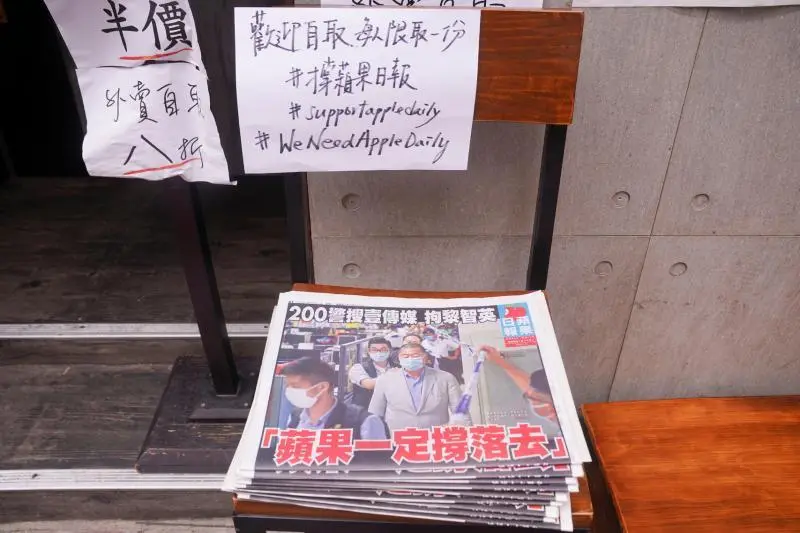 半價
外賣自取
八折
歡迎自取,每人限取一份
#撐蘋果日報
#supportappledaily
#WeNeedAppleDaily
200警搜壹傳媒 拘黎智英
蘋果日報
「蘋果一定撐落去」